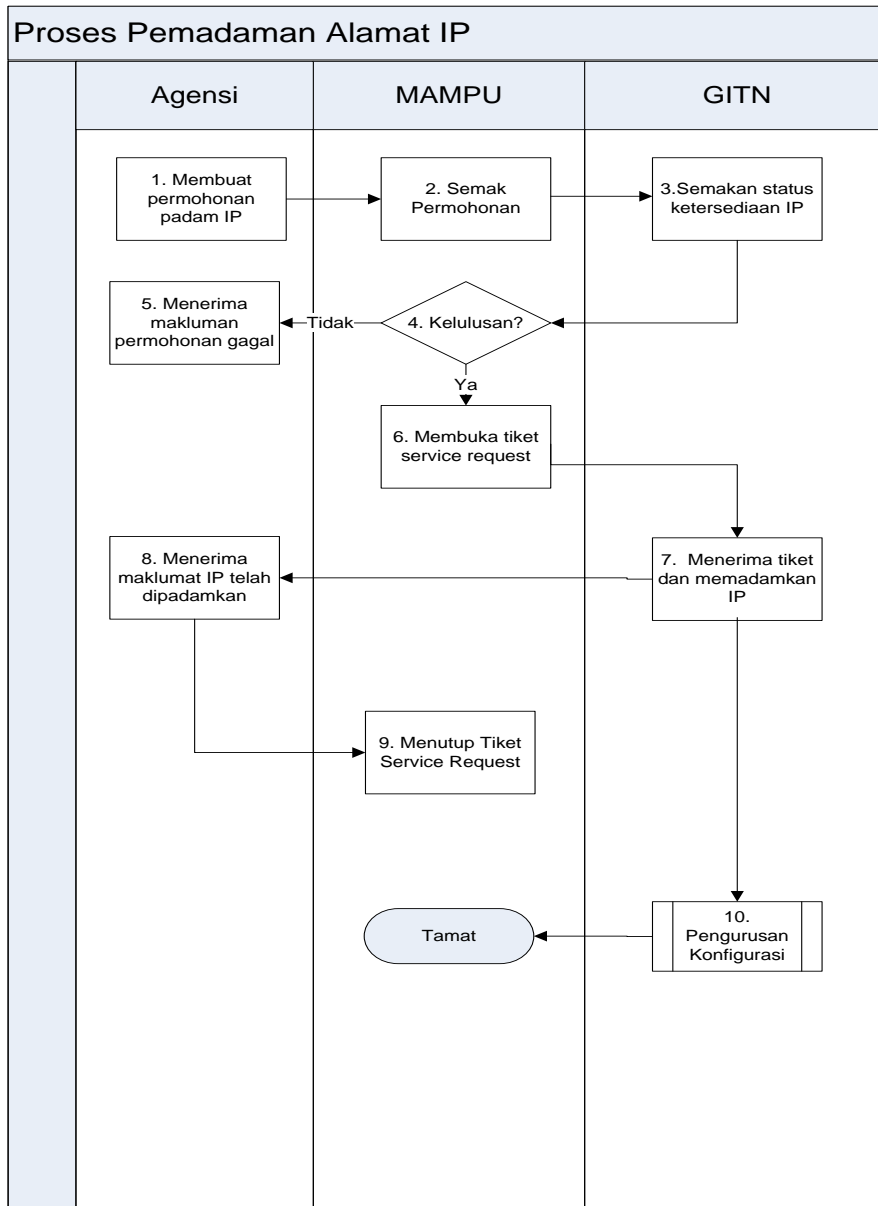 Proses Pemadaman Alamat IP
Agensi
MAMPU
GITN
1. Membuat
permohonan
padam IP
2. Semak
Permohonan
3.Semakan status
ketersediaan IP
5. Menerima
makluman
permohonan gagal
Tidak
4. Kelulusan?
Ya
6. Membuka tiket
service request
8. Menerima
maklumat IP telah
dipadamkan
7. Menerima tiket
dan memadamkan
IP
9. Menutup Tiket
Service Request
Tamat
10.
Pengurusan
Konfigurasi